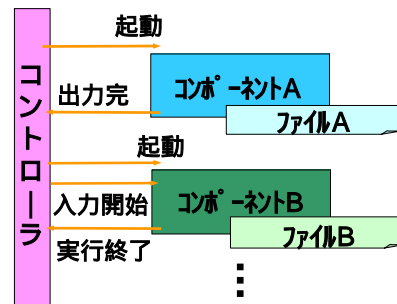 コントローラ
起動
コンポーネントA
出力完
ファイルA
起動
入力開始
コンポーネントB
ファイルB
実行終了